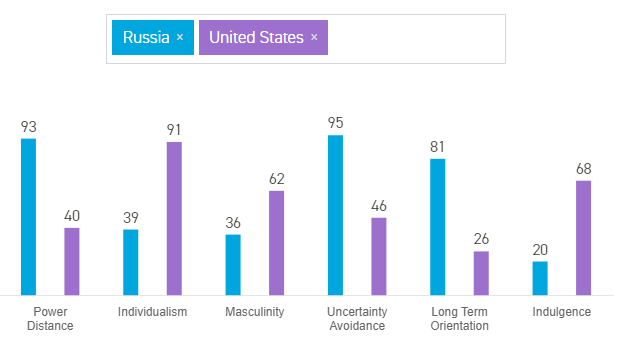 Russia × United States ×
93 40 39 91 36 62 95 46 81 26 20 68
Power
Distance
Individualism
Masculinity
Uncertainty
Avoidance
Long Term
Orientation
Indulgence